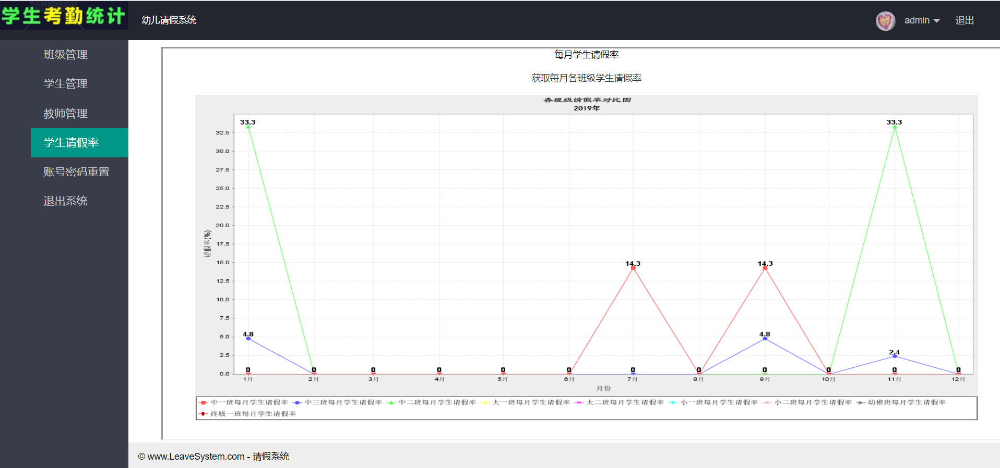 学生考勤统计
幼儿请假系统
admin
退出
班级管理
学生管理
教师管理
学生请假率
账号密码重置
退出系统
每月学生请假率
获取每月各班级学生请假率
各班级请假率对比图
2019年
请假率(%)
32.5
30.0
27.5
25.0
22.5
20.0
17.5
15.0
12.5
10.0
7.5
5.0
2.5
0.0
33.3
33.3
14.3
14.3
4.8
4.8
2.4
0 0 0 0 0 0 0 0 0 0 0 0
1月 2月 3月 4月 5月 6月 7月 8月 9月 10月 11月 12月
月份
中一班每月学生请假率 中三班每月学生请假率 中二班每月学生请假率 大一班每月学生请假率 大二班每月学生请假率 小一班每月学生请假率 小二班每月学生请假率 幼稚班每月学生请假率
终极一班每月学生请假率
© www.LeaveSystem.com - 请假系统